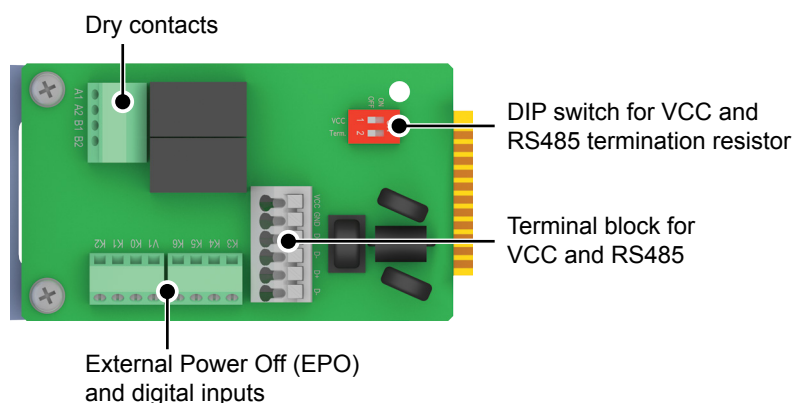 Dry contacts
A1 A2 B1 B2
ON
OFF
VCC 1
Term. 2
DIP switch for VCC and
RS485 termination resistor
VCC GND D+ D- D+ D-
Terminal block for
VCC and RS485
K2 K1 K0 V1 K6 K5 K4 K3
External Power Off (EPO)
and digital inputs